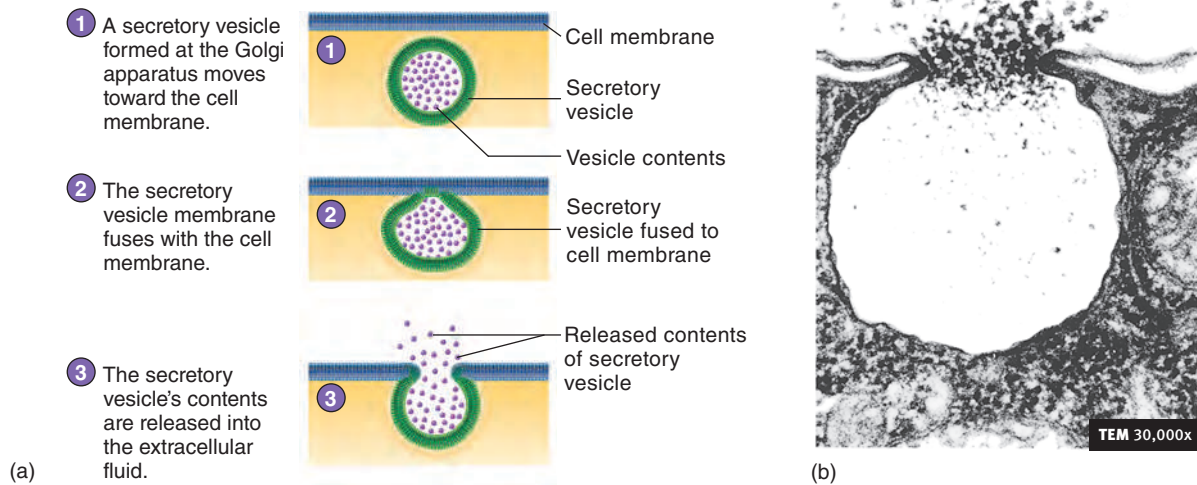 1 A secretory vesicle
formed at the Golgi
apparatus moves
toward the cell
membrane.
1
Cell membrane
Secretory
vesicle
Vesicle contents
2 The secretory
vesicle membrane
fuses with the cell
membrane.
2
Secretory
vesicle fused to
cell membrane
3 The secretory
vesicle's contents
are released into
the extracellular
fluid.
3
Released contents
of secretory
vesicle
(a)
TEM 30,000x
(b)